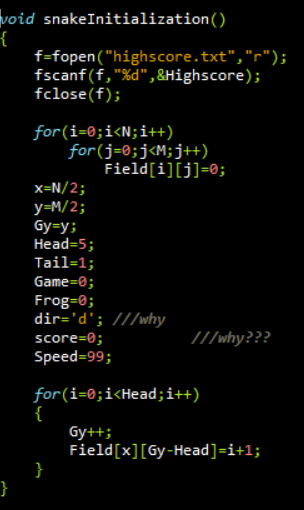 void snakeInitialization()
{
f=fopen("highscore.txt","r");
fscanf(f,"%d",&Highscore);
fclose(f);
for(i=0;i<N;i++)
for(j=0;j<M;j++)
Field[i][j]=0;
x=N/2;
y=M/2;
Gy=y;
Head=5;
Tail=1;
Game=0;
Frog=0;
dir='d'; ///why
score=0; ///why???
Speed=99;
for(i=0;i<Head;i++)
{
Gy++;
Field[x][Gy-Head]=i+1;
}
}